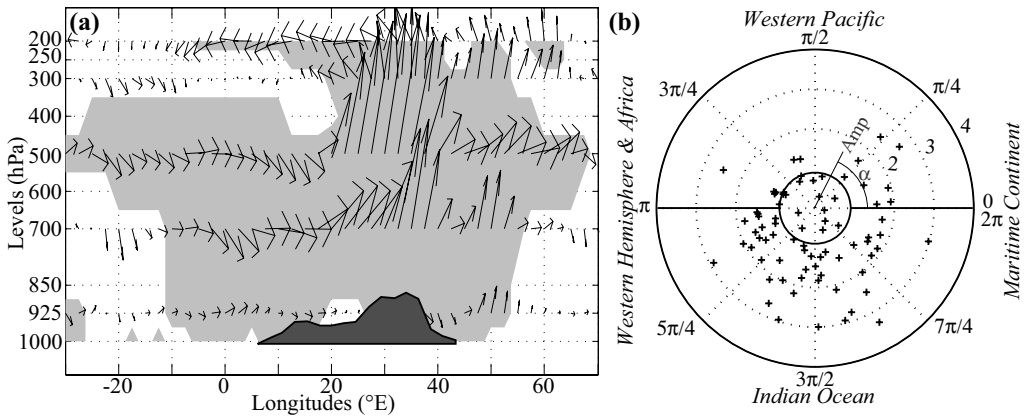 (a)
200
250
300
400
500
600
700
850
925
1000
Levels (hPa)
-20
0
20
40
60
Longitudes (°E)
(b)
Western Pacific
π/2
3π/4
π/4
4
3
2
Amp
α
π
0
2π
Western Hemisphere & Africa
Maritime Continent
5π/4
7π/4
3π/2
Indian Ocean